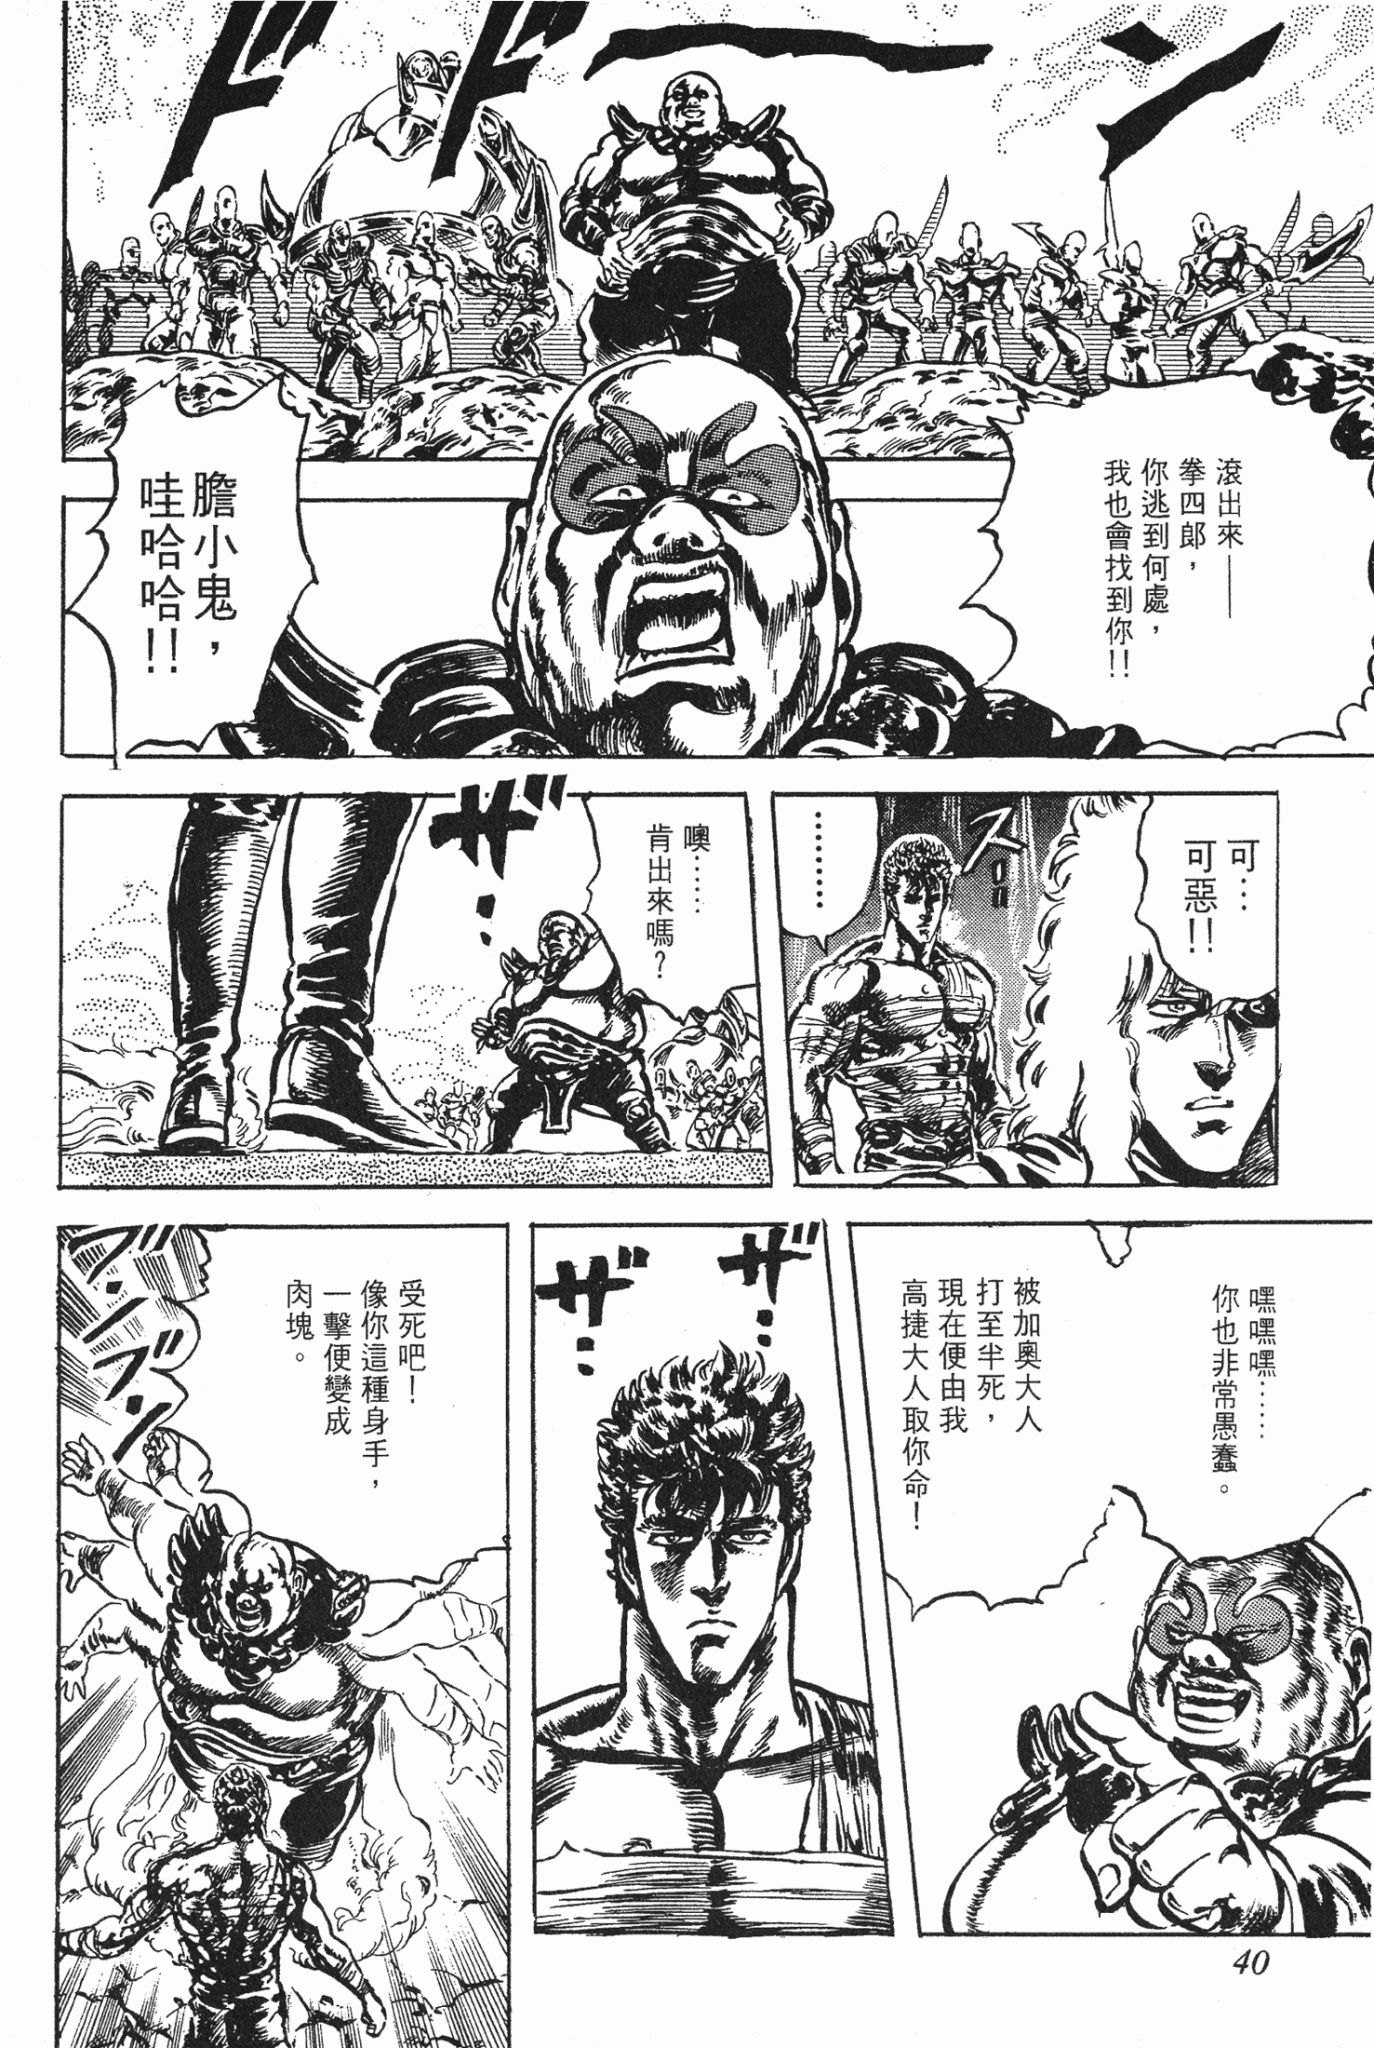 ドドーン
滾出來——
拳四郎，
你逃到何處，
我也會找到你!!
膽小鬼，
哇哈哈!!
可…
可惡!!
スッ
………
噢……
肯出來嗎？
ザ…
嘿嘿嘿……
你也非常愚蠢。
被加奧大人
打至半死，
現在便由我
高捷大人取你命！
ザ…
ザ…
受死吧！
像你這種身手，
一擊便變成
肉塊。
ブン
ブン
40